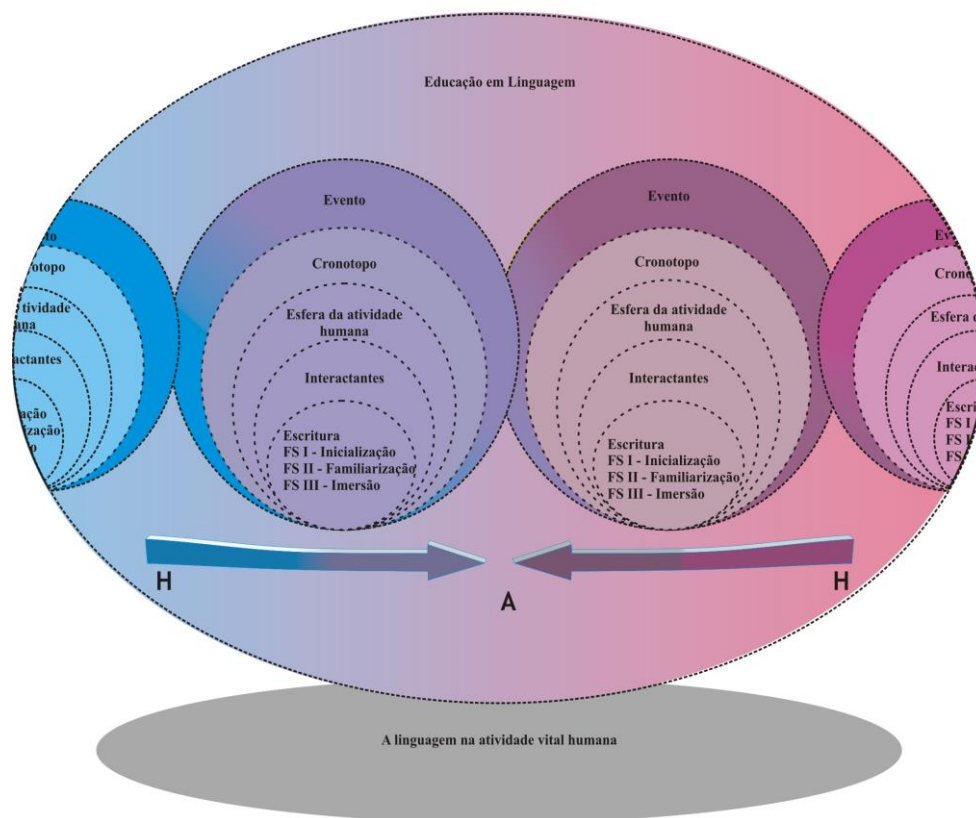 Educação em Linguagem
Evento
Cronotopo
Esfera da atividade
humana
Interactantes
Escritura
FS I - Inicialização
FS II - Familiarização
FS III - Imersão
Evento
Cronotopo
Esfera da atividade
humana
Interactantes
Escritura
FS I - Inicialização
FS II - Familiarização
FS III - Imersão
Esfera d
FS I
H
A
H
A linguagem na atividade vital humana